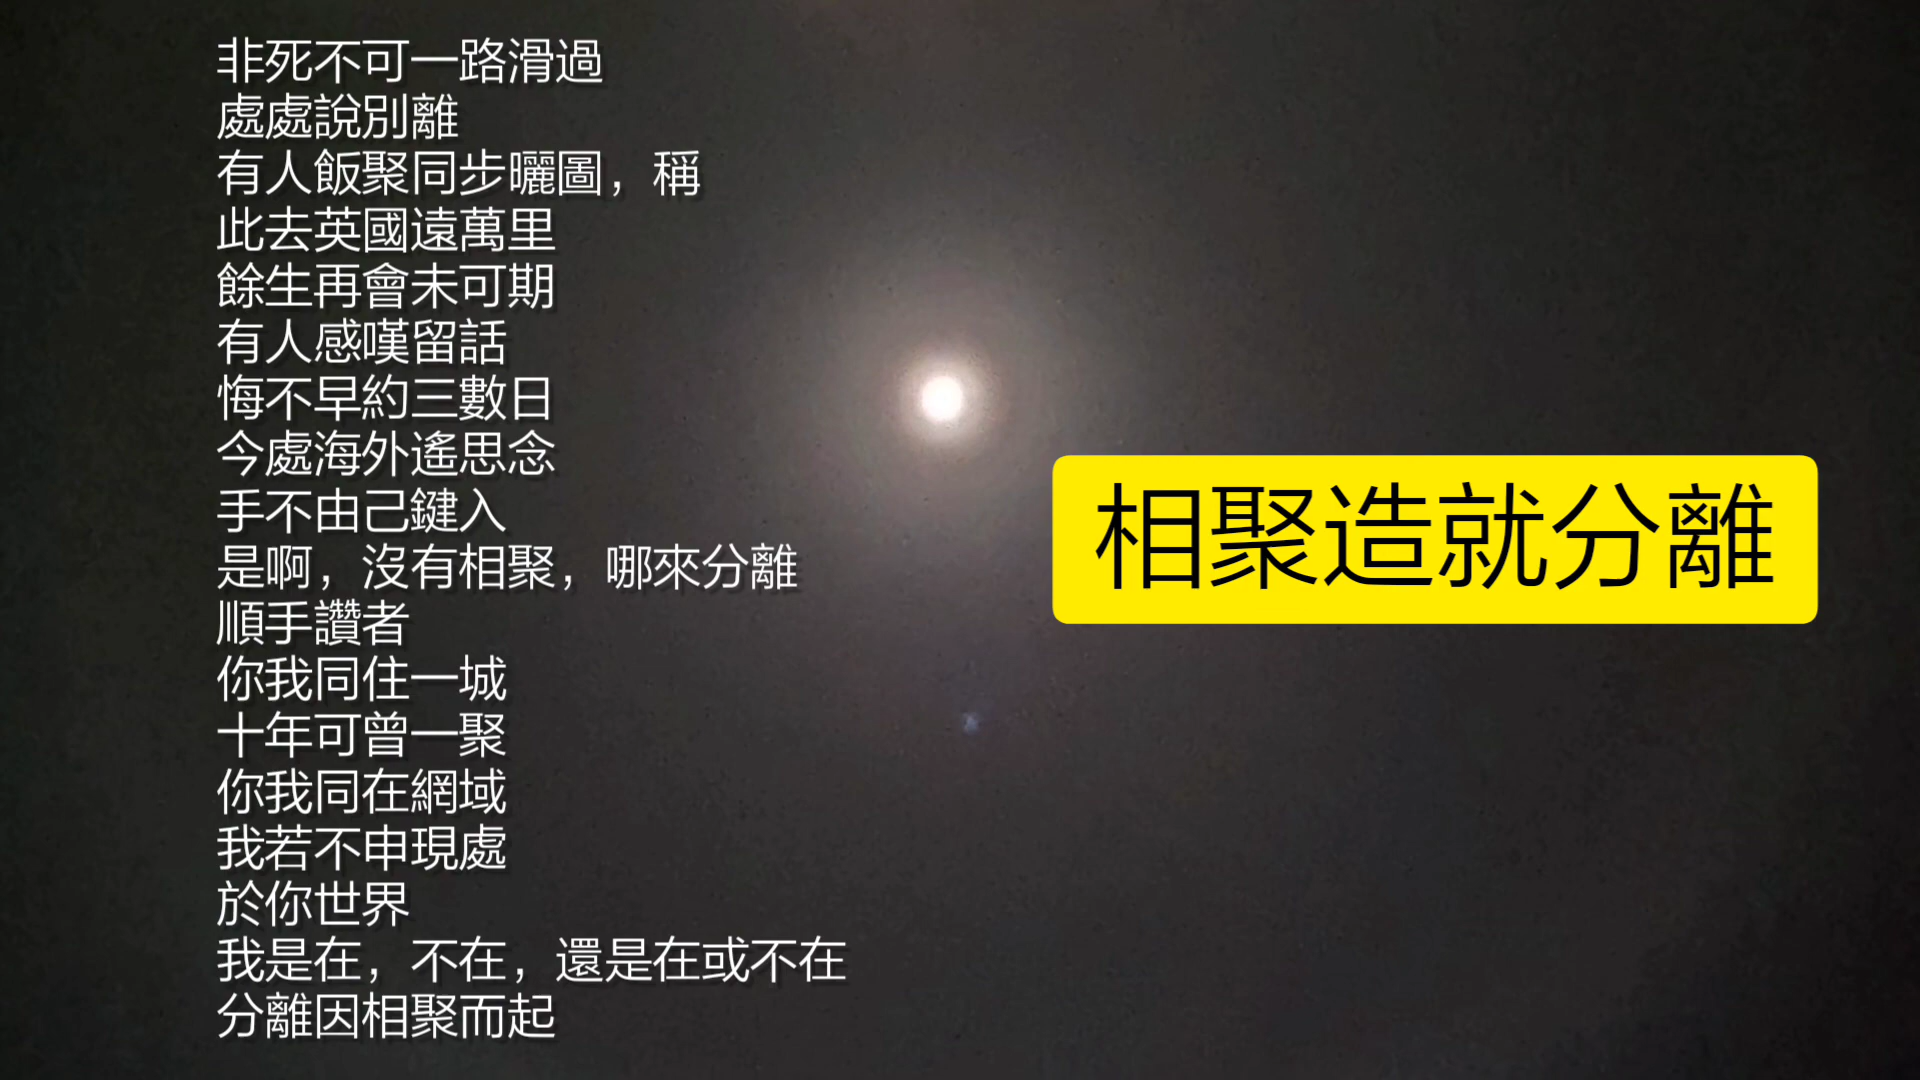 非死不可一路滑過
處處說別離
有人飯聚同步曬圖，稱
此去英國遠萬里
餘生再會未可期
有人感嘆留話
悔不早約三數日
今處海外遙思念
手不由己鍵入
是啊，沒有相聚，哪來分離
順手讚者
你我同住一城
十年可曾一聚
你我同在網域
我若不申現處
於你世界
我是在，不在，還是在或不在
分離因相聚而起
相聚造就分離